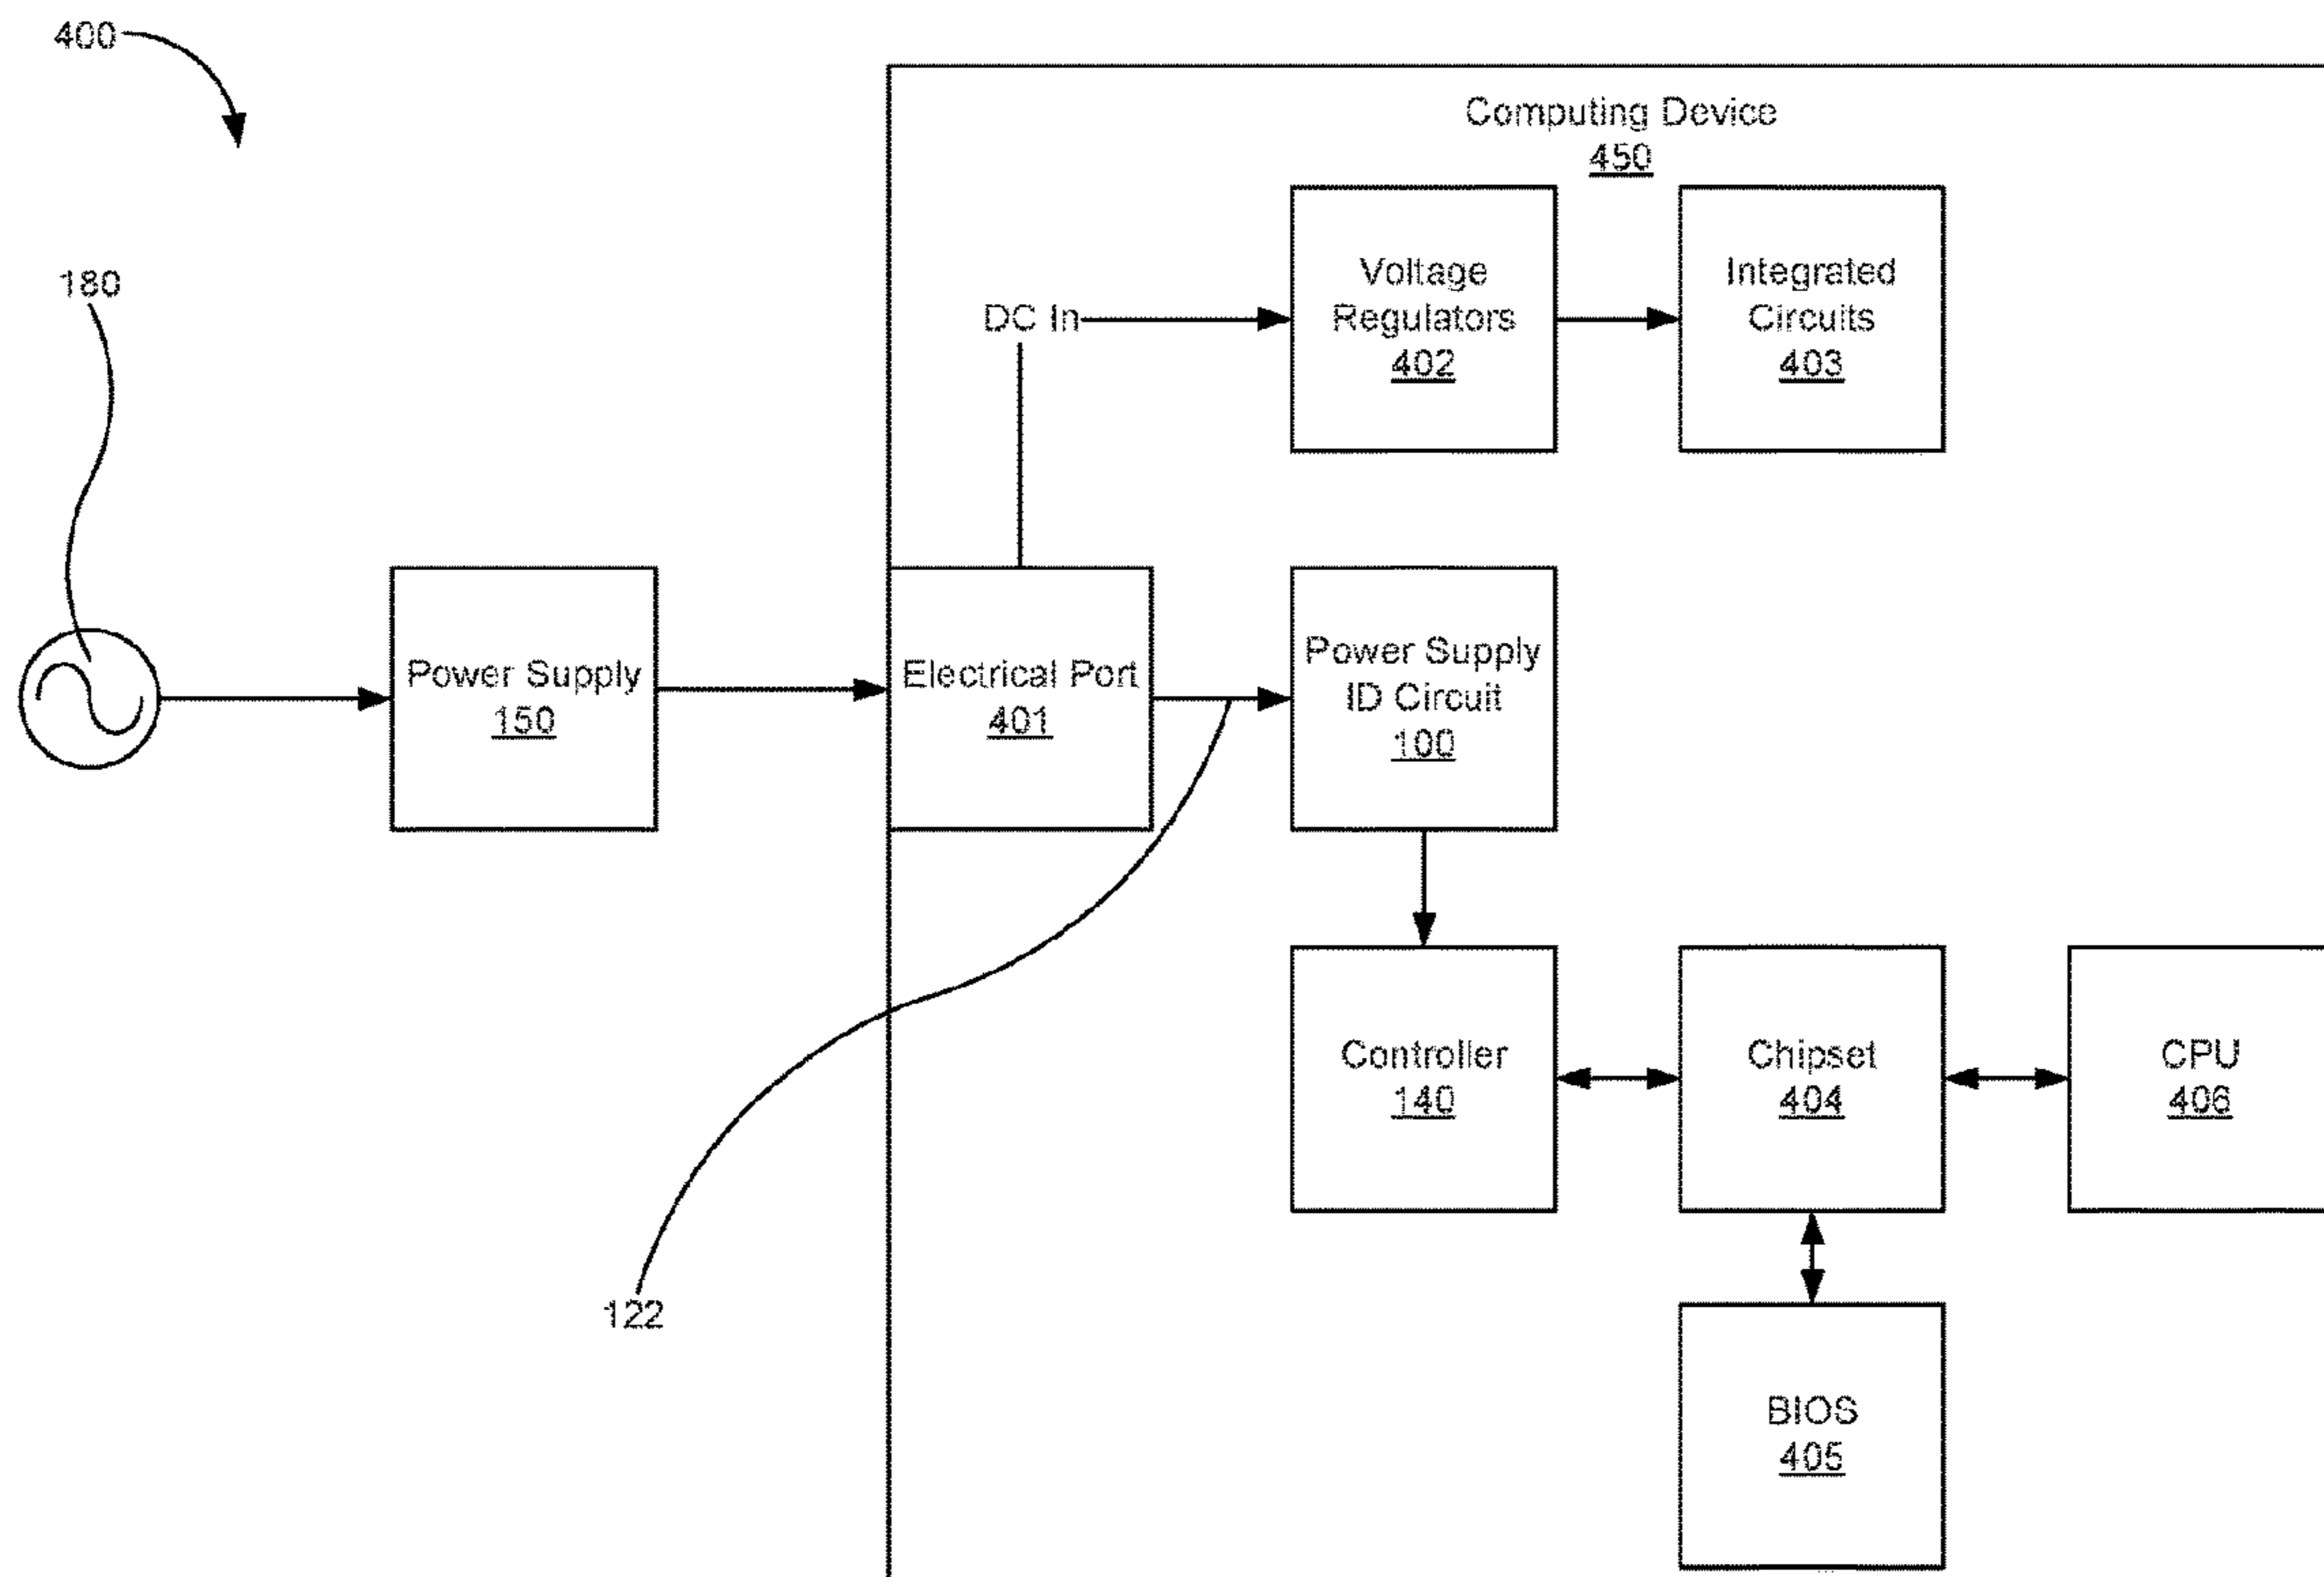 400
Computing Device
450
180
Voltage
Regulators
402
Integrated
Circuits
403
DC In
Power Supply
150
Electrical Port
401
Power Supply
ID Circuit
100
Controller
140
Chipset
404
CPU
406
122
BIOS
405